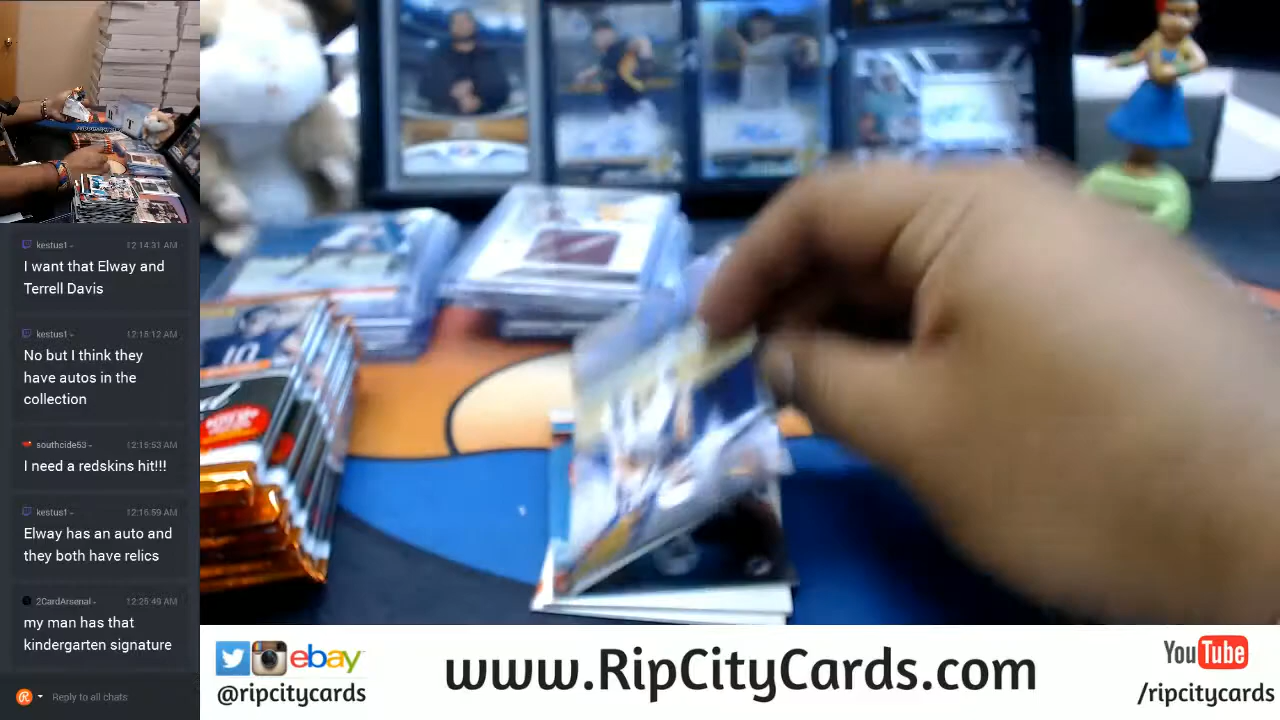 kestus1 -
12:14:31 AM
I want that Elway and
Terrell Davis
kestus1 -
12:15:12 AM
No but I think they
have autos in the
collection
southcide53 -
12:15:53 AM
I need a redskins hit!!!
kestus1 -
12:16:59 AM
Elway has an auto and
they both have relics
2CardArsenal -
12:25:49 AM
my man has that
kindergarten signature
Reply to all chats
10
ebay
@ripcitycards
www.RipCityCards.com
YouTube
/ripcitycards